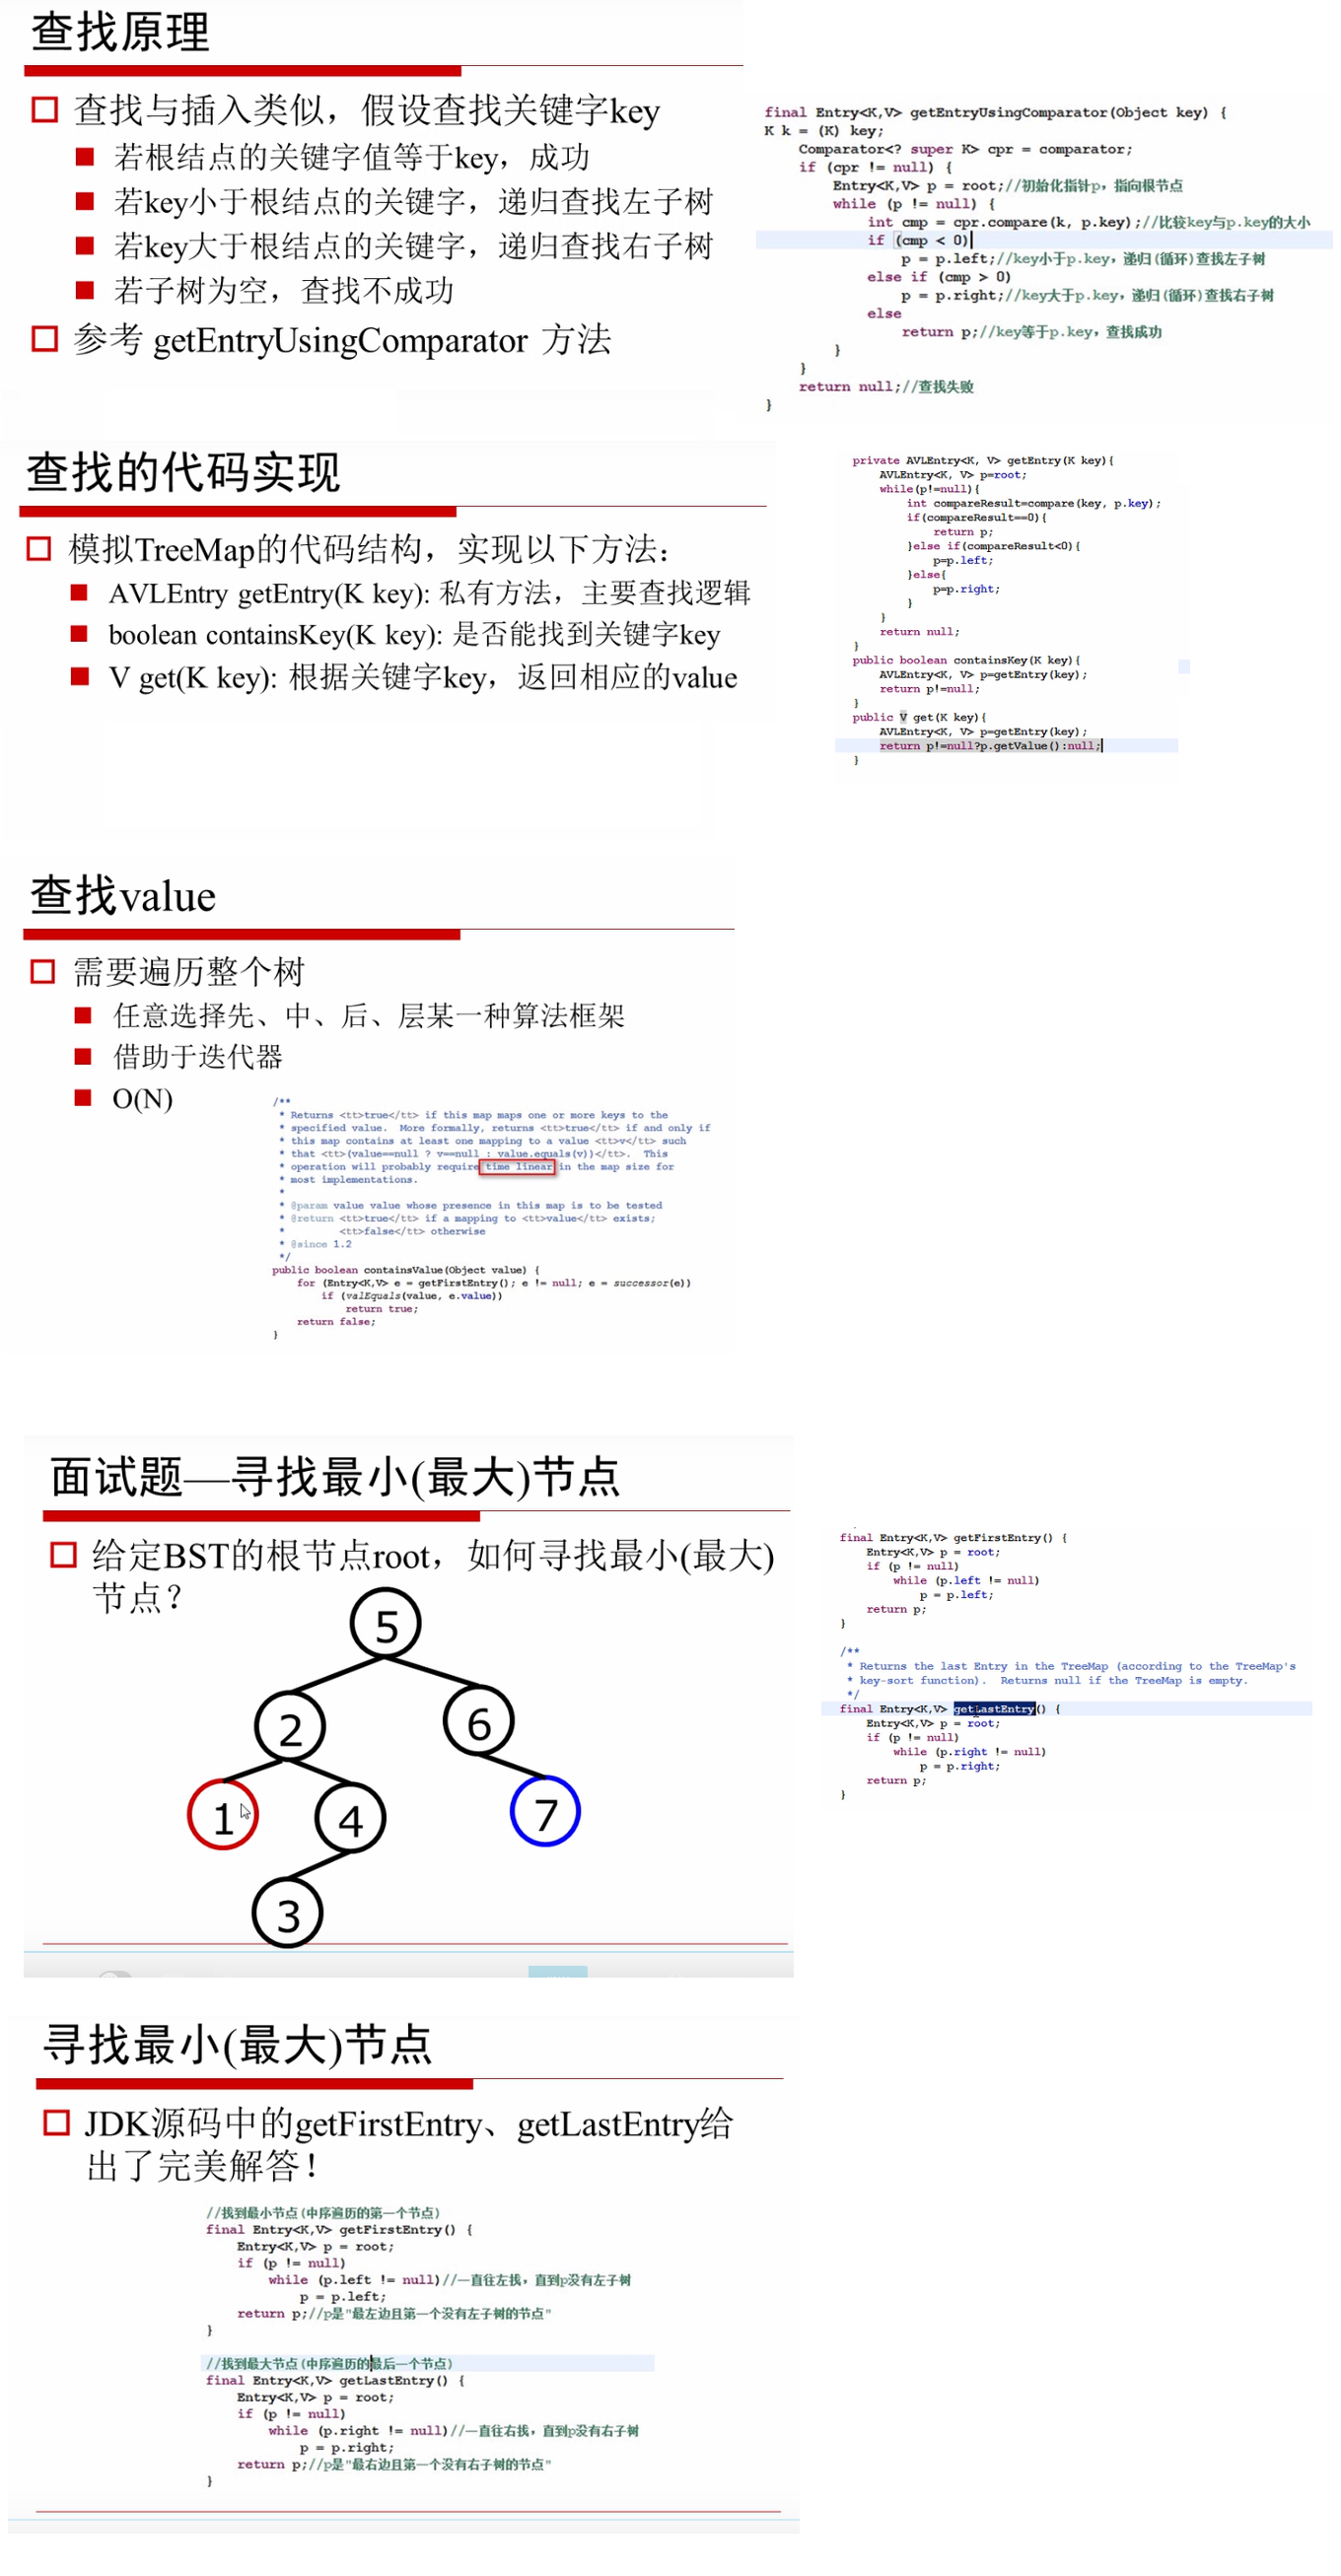 查找原理
查找与插入类似，假设查找关键字key
若根结点的关键字值等于key，成功
若key小于根结点的关键字，递归查找左子树
若key大于根结点的关键字，递归查找右子树
若子树为空，查找不成功
参考 getEntryUsingComparator 方法
final Entry<K,V> getEntryUsingComparator(Object key) {
K k = (K) key;
Comparator<? super K> cpr = comparator;
if (cpr != null) {
Entry<K,V> p = root;//初始化指针p，指向根节点
while (p != null) {
int cmp = cpr.compare(k, p.key);//比较key与p.key的大小
if (cmp < 0)
p = p.left;//key小于p.key，递归(循环)查找左子树
else if (cmp > 0)
p = p.right;//key大于p.key，递归(循环)查找右子树
else
return p;//key等于p.key，查找成功
}
}
return null;//查找失败
}
查找的代码实现
模拟TreeMap的代码结构，实现以下方法：
AVLEntry getEntry(K key): 私有方法，主要查找逻辑
boolean containsKey(K key): 是否能找到关键字key
V get(K key): 根据关键字key，返回相应的value
private AVLEntry<K, V> getEntry(K key){
AVLEntry<K, V> p=root;
while(p!=null){
int compareResult=compare(key, p.key);
if(compareResult==0){
return p;
}else if(compareResult<0){
p=p.left;
}else{
p=p.right;
}
}
return null;
}
public boolean containsKey(K key){
AVLEntry<K, V> p=getEntry(key);
return p!=null;
}
public V get(K key){
AVLEntry<K, V> p=getEntry(key);
return p!=null?p.getValue():null;
}
查找value
需要遍历整个树
任意选择先、中、后、层某一种算法框架
借助于迭代器
O(N)
/**
* Returns <tt>true</tt> if this map maps one or more keys to the
* specified value.  More formally, returns <tt>true</tt> if and only if
* this map contains at least one mapping to a value <tt>v</tt> such
* that <tt>(value==null ? v==null : value.equals(v))</tt>.  This
* operation will probably require time linear in the map size for
* most implementations.
*
* @param value value whose presence in this map is to be tested
* @return <tt>true</tt> if a mapping to <tt>value</tt> exists;
*         <tt>false</tt> otherwise
* @since 1.2
*/
public boolean containsValue(Object value) {
for (Entry<K,V> e = getFirstEntry(); e != null; e = successor(e))
if (valEquals(value, e.value))
return true;
return false;
}
面试题—寻找最小(最大)节点
给定BST的根节点root，如何寻找最小(最大)
节点？
5
2
6
1
4
7
3
final Entry<K,V> getFirstEntry() {
Entry<K,V> p = root;
if (p != null)
while (p.left != null)
p = p.left;
return p;
}
/**
* Returns the last Entry in the TreeMap (according to the TreeMap's
* key-sort function).  Returns null if the TreeMap is empty.
*/
final Entry<K,V> getLastEntry() {
Entry<K,V> p = root;
if (p != null)
while (p.right != null)
p = p.right;
return p;
}
寻找最小(最大)节点
JDK源码中的getFirstEntry、getLastEntry给
出了完美解答！
//找到最小节点(中序遍历的第一个节点)
final Entry<K,V> getFirstEntry() {
Entry<K,V> p = root;
if (p != null)
while (p.left != null)//一直往左找，直到p没有左子树
p = p.left;
return p;//p是"最左边且第一个没有左子树的节点"
}
//找到最大节点(中序遍历的最后一个节点)
final Entry<K,V> getLastEntry() {
Entry<K,V> p = root;
if (p != null)
while (p.right != null)//一直往右找，直到p没有右子树
p = p.right;
return p;//p是"最右边且第一个没有右子树的节点"
}